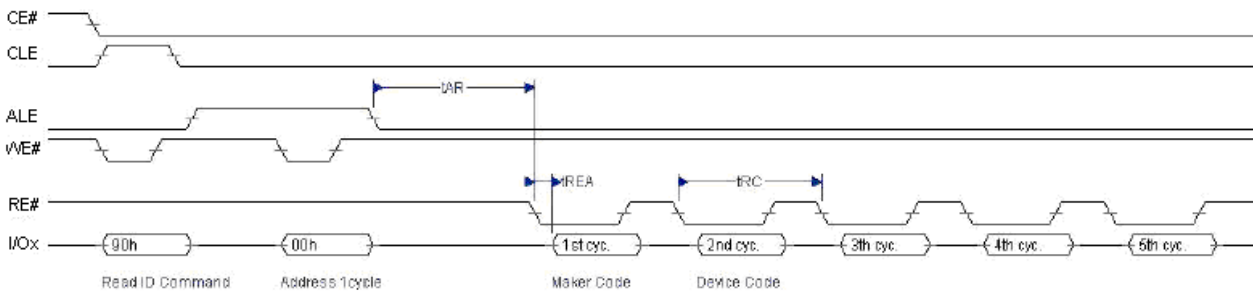 CE#
CLE
tAR
ALE
WE#
tREA
tRC
RE#
I/Ox
90h
00h
1st cyc.
2nd cyc.
3th cyc.
4th cyc.
5th cyc.
Read ID Command
Address 1cycle
Maker Code
Device Code